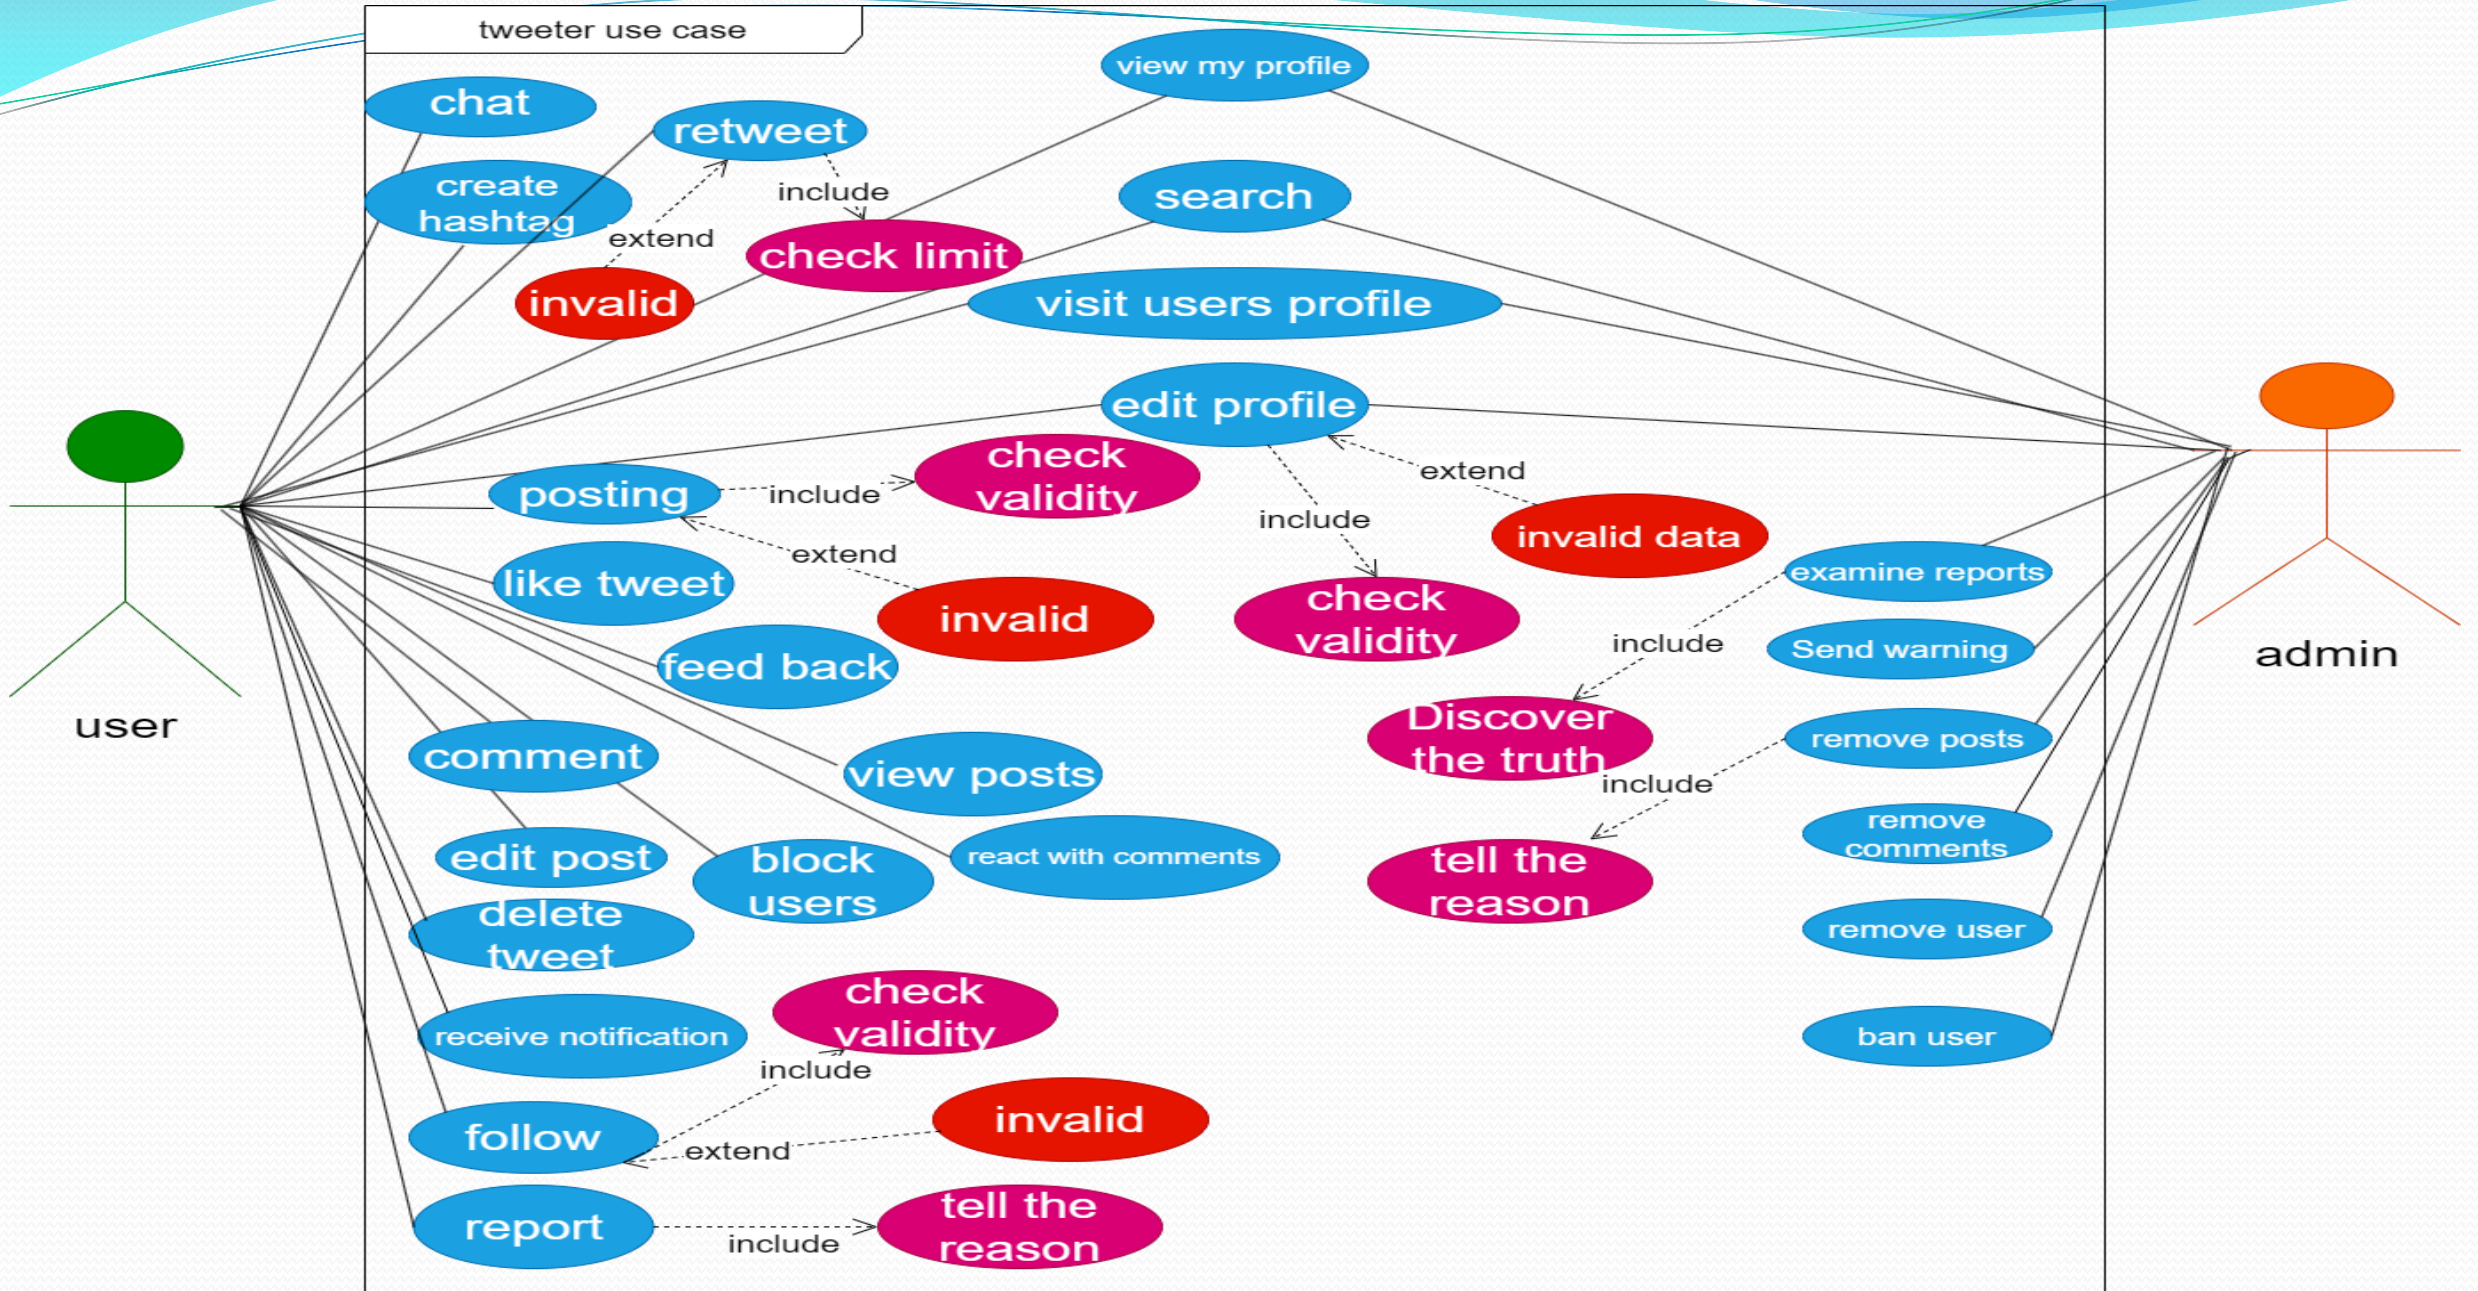 tweeter use case
view my profile
chat
retweet
create
hashtag
include
search
extend
check limit
invalid
visit users profile
edit profile
check
validity
posting
include
extend
include
extend
invalid data
like tweet
invalid
check
validity
examine reports
include
Send warning
feed back
admin
user
Discover
the truth
remove posts
include
comment
view posts
remove
comments
edit post
block
users
react with comments
tell the
reason
delete
tweet
remove user
receive notification
check
validity
ban user
include
follow
invalid
extend
report
include
tell the
reason